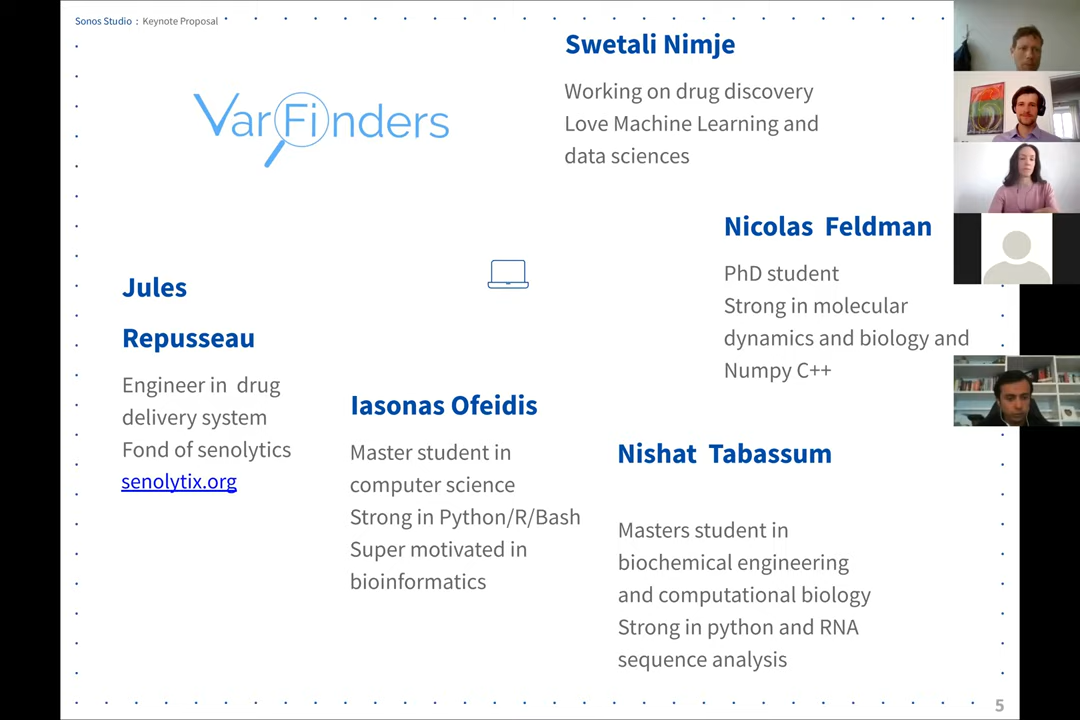 Sonos Studio : Keynote Proposal
VarFinders
Swetali Nimje
Working on drug discovery
Love Machine Learning and
data sciences
Nicolas Feldman
PhD student
Strong in molecular
dynamics and biology and
Numpy C++
Jules
Repusseau
Engineer in drug
delivery system
Fond of senolytics
senolytix.org
Iasonas Ofeidis
Master student in
computer science
Strong in Python/R/Bash
Super motivated in
bioinformatics
Nishat Tabassum
Masters student in
biochemical engineering
and computational biology
Strong in python and RNA
sequence analysis
5